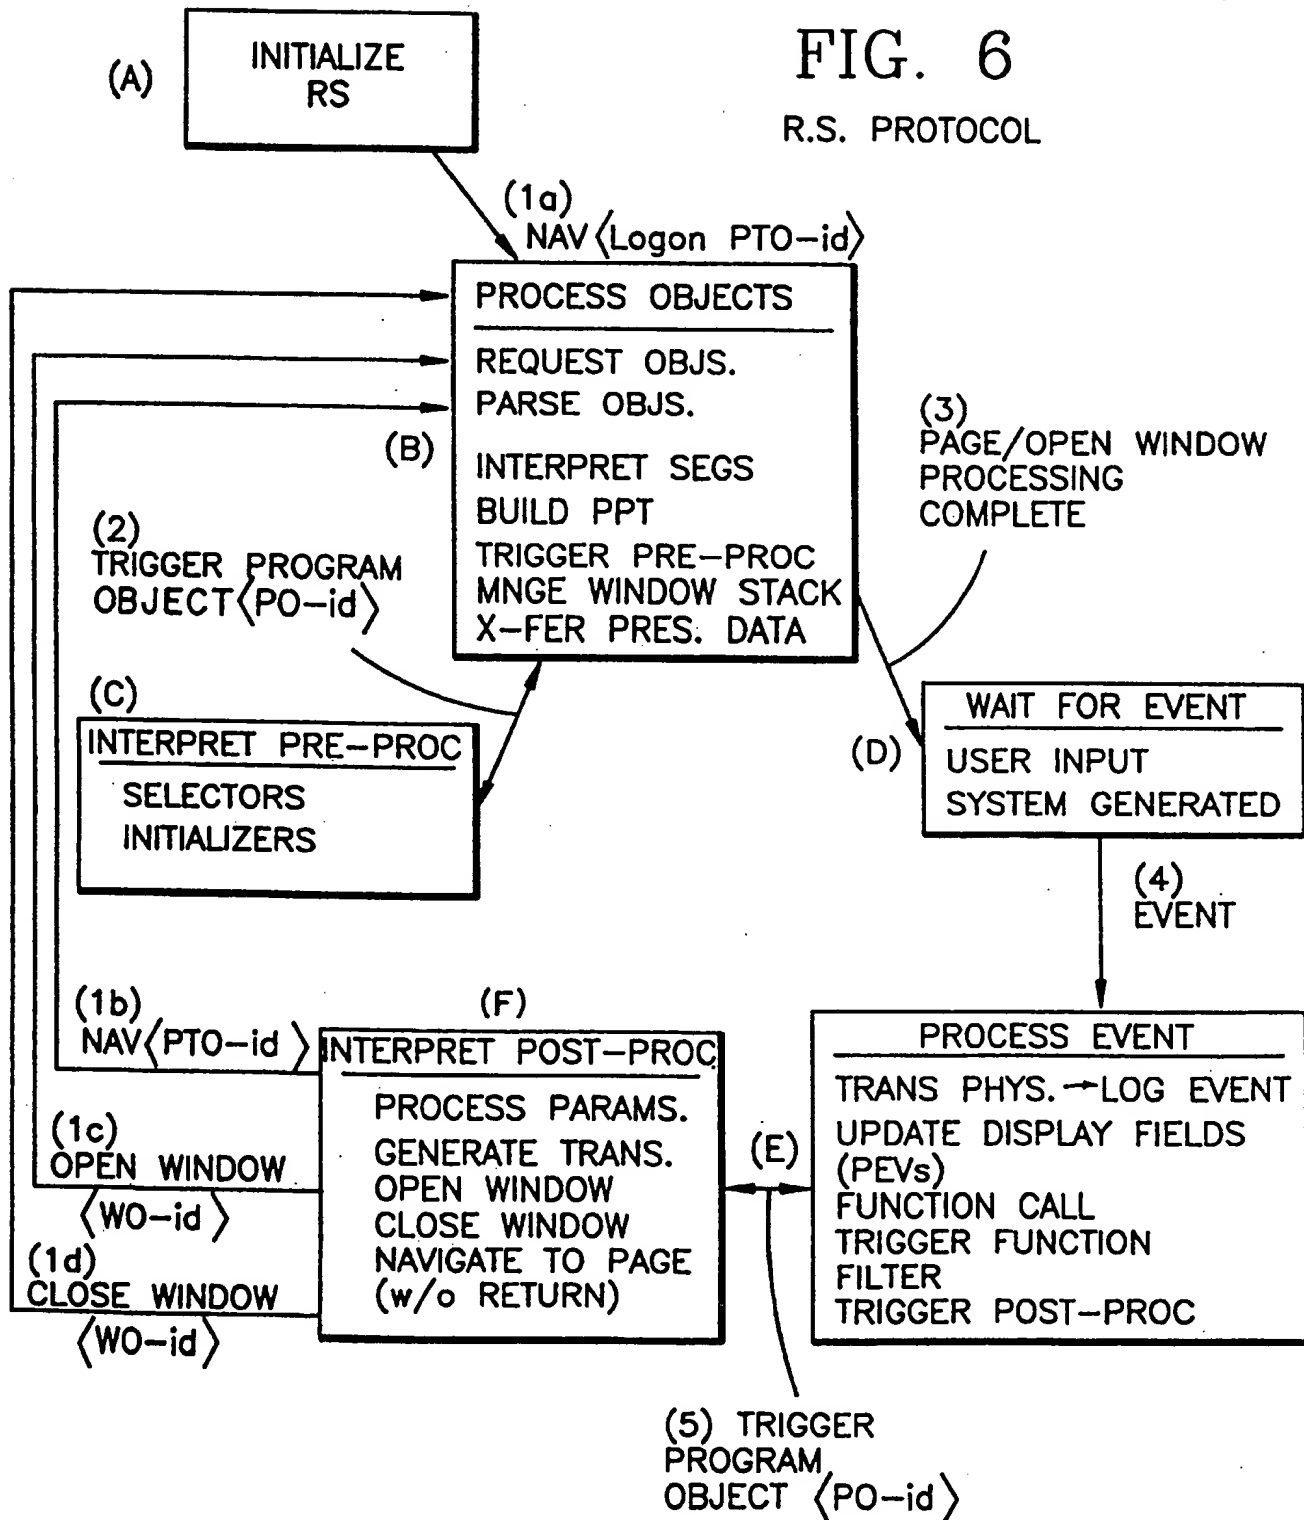 FIG. 6
R.S. PROTOCOL
(A)
INITIALIZE
RS
(1a)
NAV〈Logon PTO-id〉
PROCESS OBJECTS
REQUEST OBJS.
PARSE OBJS.
(B)
INTERPRET SEGS
BUILD PPT
TRIGGER PRE-PROC
MNGE WINDOW STACK
X-FER PRES. DATA
(2)
TRIGGER PROGRAM
OBJECT〈PO-id〉
(3)
PAGE/OPEN WINDOW
PROCESSING
COMPLETE
(C)
INTERPRET PRE-PROC
SELECTORS
INITIALIZERS
(D)
WAIT FOR EVENT
USER INPUT
SYSTEM GENERATED
(4)
EVENT
(1b)
NAV〈PTO-id〉
(1c)
OPEN WINDOW
〈WO-id〉
(1d)
CLOSE WINDOW
〈WO-id〉
(F)
INTERPRET POST-PROC
PROCESS PARAMS.
GENERATE TRANS.
OPEN WINDOW
CLOSE WINDOW
NAVIGATE TO PAGE
(w/o RETURN)
(E)
PROCESS EVENT
TRANS PHYS.→LOG EVENT
UPDATE DISPLAY FIELDS
(PEVs)
FUNCTION CALL
TRIGGER FUNCTION
FILTER
TRIGGER POST-PROC
(5) TRIGGER
PROGRAM
OBJECT 〈PO-id〉